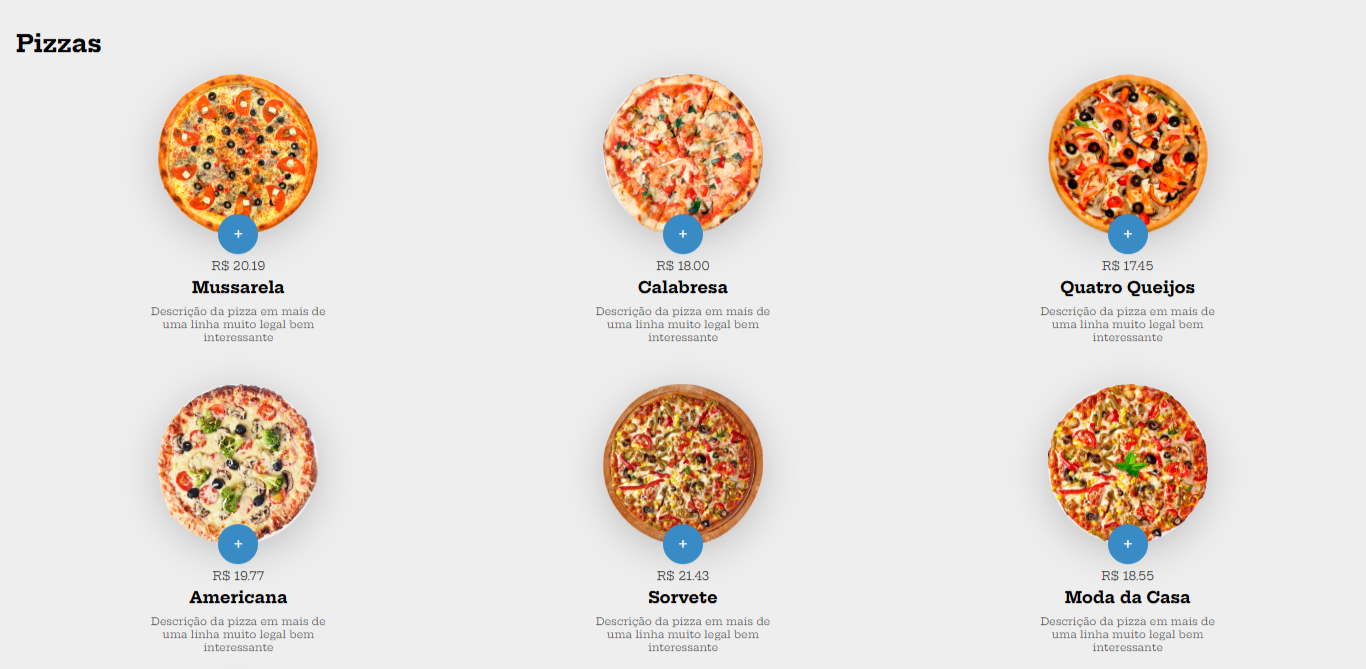 Pizzas
+
R$ 20.19
Mussarela
Descrição da pizza em mais de
uma linha muito legal bem
interessante
+
R$ 18.00
Calabresa
Descrição da pizza em mais de
uma linha muito legal bem
interessante
+
R$ 17.45
Quatro Queijos
Descrição da pizza em mais de
uma linha muito legal bem
interessante
+
R$ 19.77
Americana
Descrição da pizza em mais de
uma linha muito legal bem
interessante
+
R$ 21.43
Sorvete
Descrição da pizza em mais de
uma linha muito legal bem
interessante
+
R$ 18.55
Moda da Casa
Descrição da pizza em mais de
uma linha muito legal bem
interessante